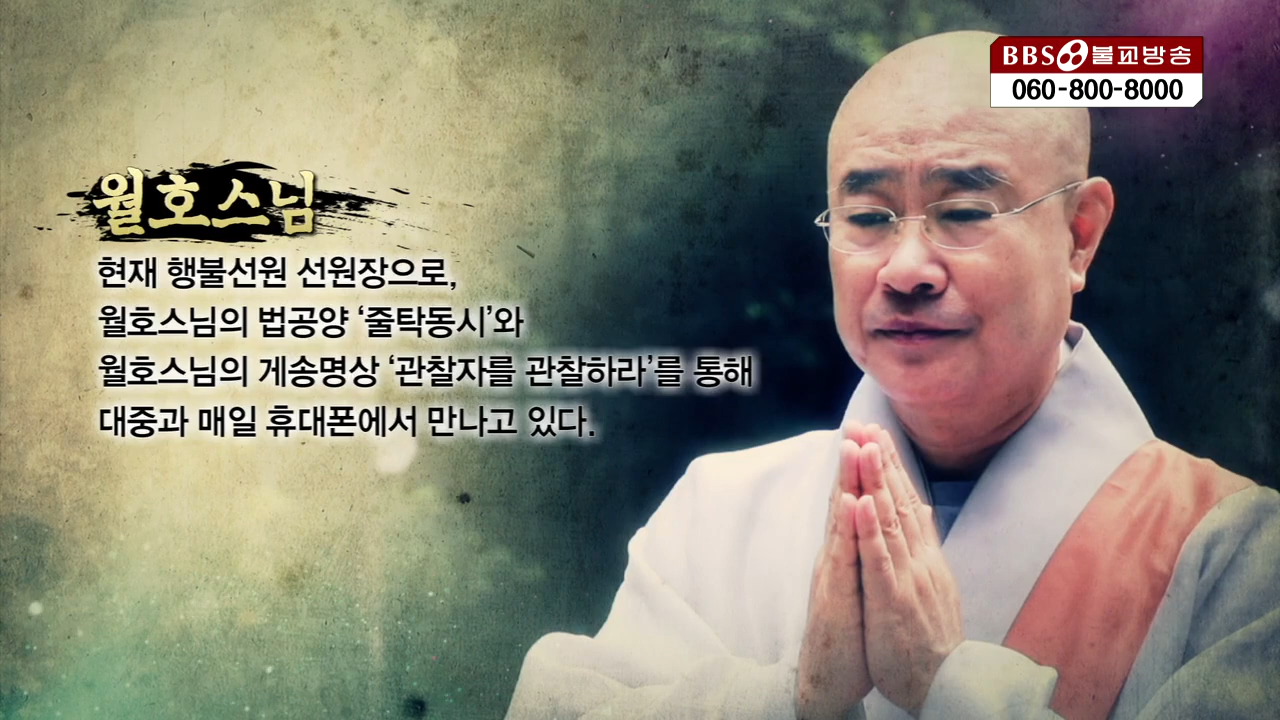 BBS 불교방송
060-800-8000
월호스님
현재 행불선원 선원장으로,
월호스님의 법공양 ‘줄탁동시’와
월호스님의 게송명상 ‘관찰자를 관찰하라’를 통해
대중과 매일 휴대폰에서 만나고 있다.